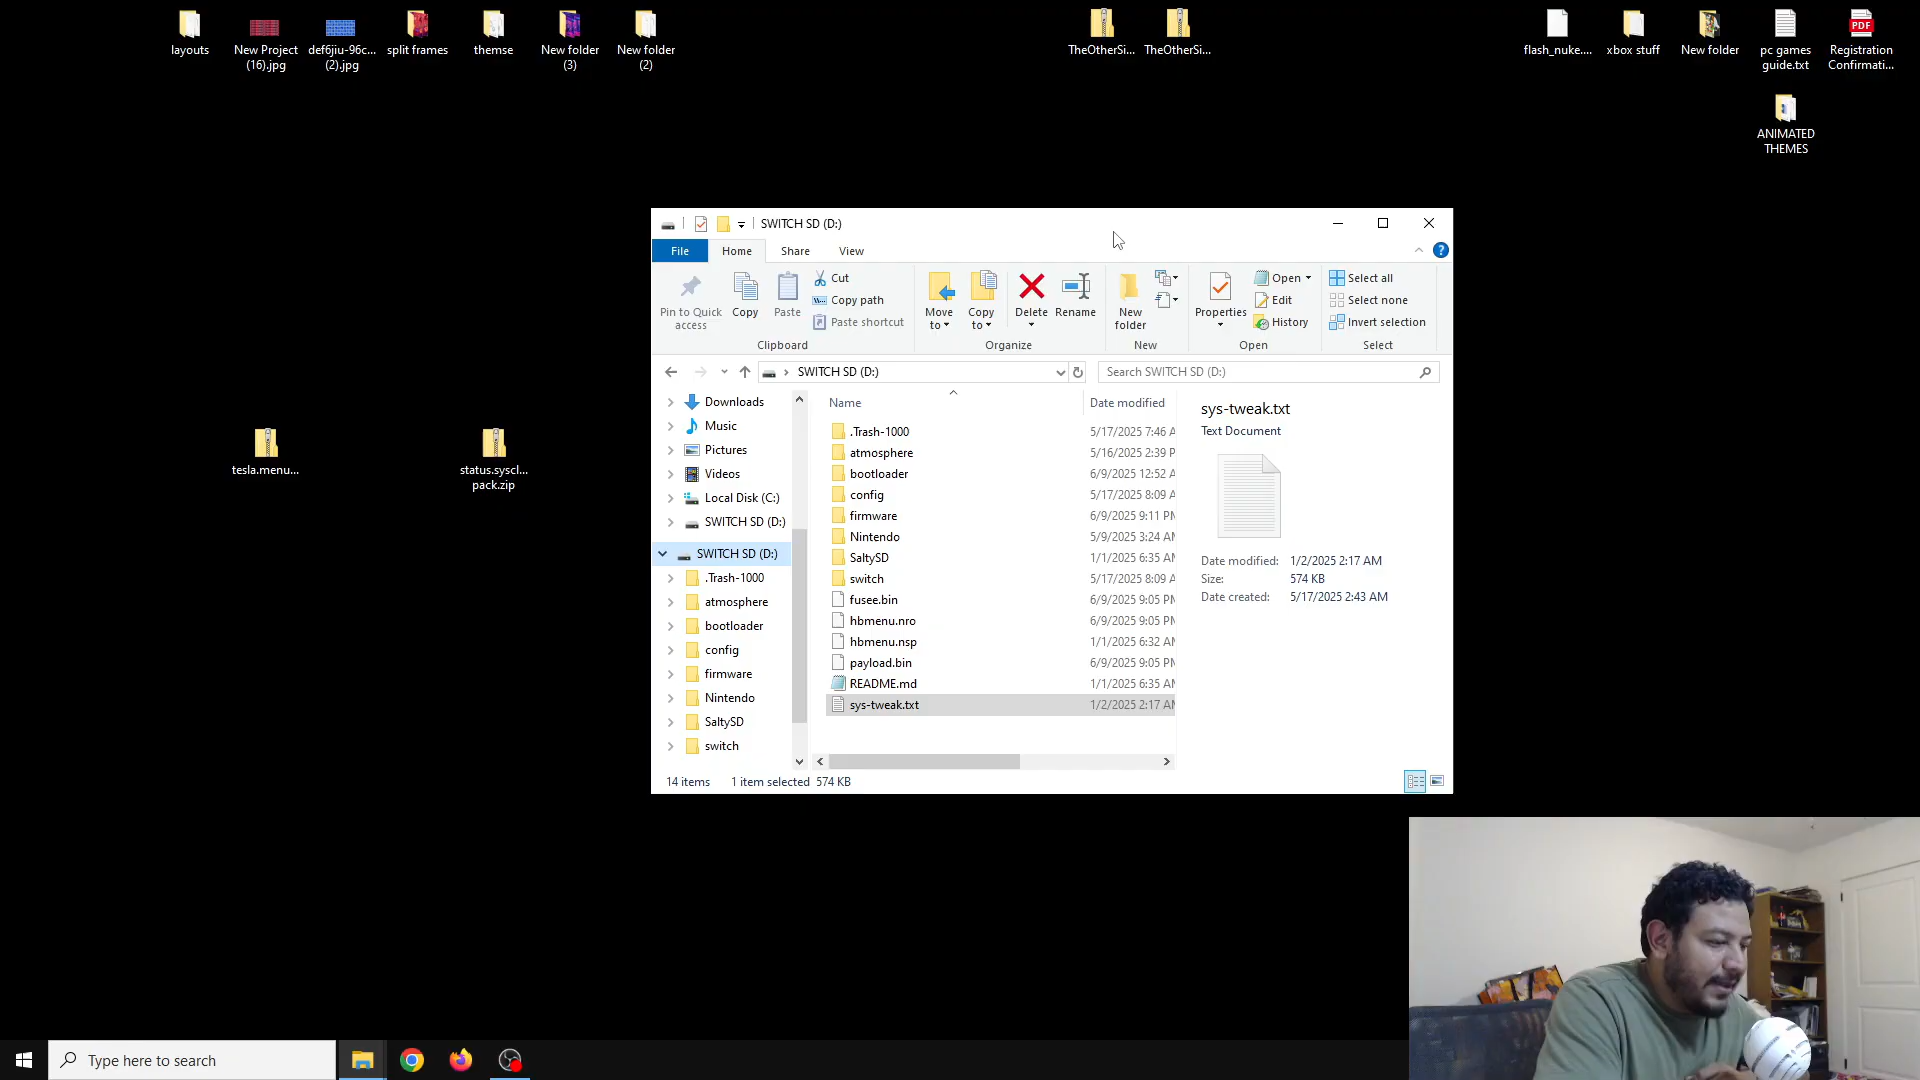 layouts
New Project
(16).jpg
def6jiu-96c...
(2).jpg
split frames
themse
New folder
(3)
New folder
(2)
TheOtherSi...
TheOtherSi...
flash_nuke....
xbox stuff
New folder
pc games
guide.txt
PDF
Registration
Confirmati...
ANIMATED
THEMES
tesla.menu...
status.syscl...
pack.zip
SWITCH SD (D:)
File
Home
Share
View
Pin to Quick
access
Copy
Paste
Cut
Copy path
Paste shortcut
Clipboard
Move
to
Copy
to
Delete
Rename
Organize
New
folder
New
Properties
Open
Edit
History
Open
Select all
Select none
Invert selection
Select
SWITCH SD (D:)
Search SWITCH SD (D:)
Downloads
Music
Pictures
Videos
Local Disk (C:)
SWITCH SD (D:)
SWITCH SD (D:)
.Trash-1000
atmosphere
bootloader
config
firmware
Nintendo
SaltySD
switch
Name Date modified
.Trash-1000 5/17/2025 7:46 A
atmosphere 5/16/2025 2:39 P
bootloader 6/9/2025 12:52 A
config 5/17/2025 8:09 A
firmware 6/9/2025 9:11 PM
Nintendo 5/9/2025 3:24 AM
SaltySD 1/1/2025 6:35 AM
switch 5/17/2025 8:09 A
fusee.bin 6/9/2025 9:05 PM
hbmenu.nro 6/9/2025 9:05 PM
hbmenu.nsp 1/1/2025 6:32 AM
payload.bin 6/9/2025 9:05 PM
README.md 1/1/2025 6:35 AM
sys-tweak.txt 1/2/2025 2:17 AM
sys-tweak.txt
Text Document
Date modified: 1/2/2025 2:17 AM
Size: 574 KB
Date created: 5/17/2025 2:43 AM
14 items 1 item selected 574 KB
Type here to search